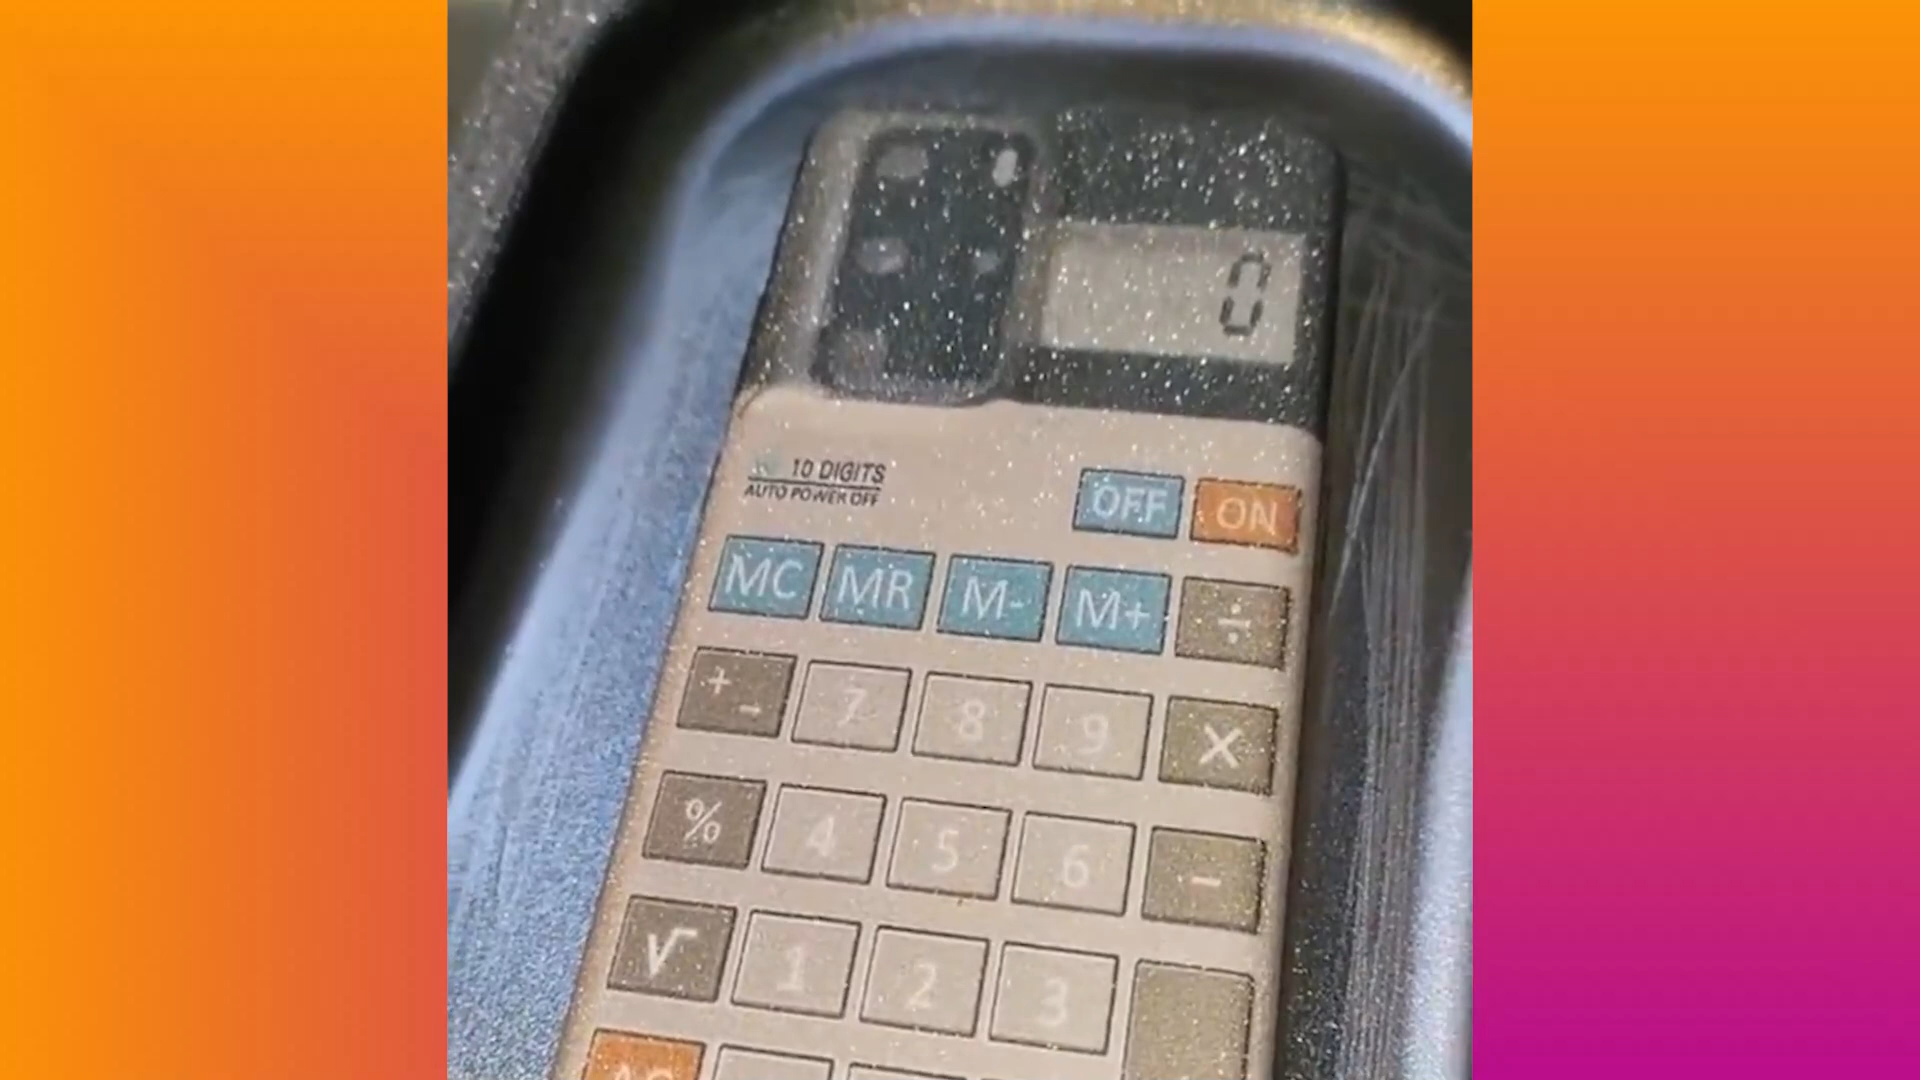 0
10 DIGITS
AUTO POWER OFF
OFF ON
MC MR M- M+ ÷
+ - 7 8 9 ×
% 4 5 6 -
√ 1 2 3